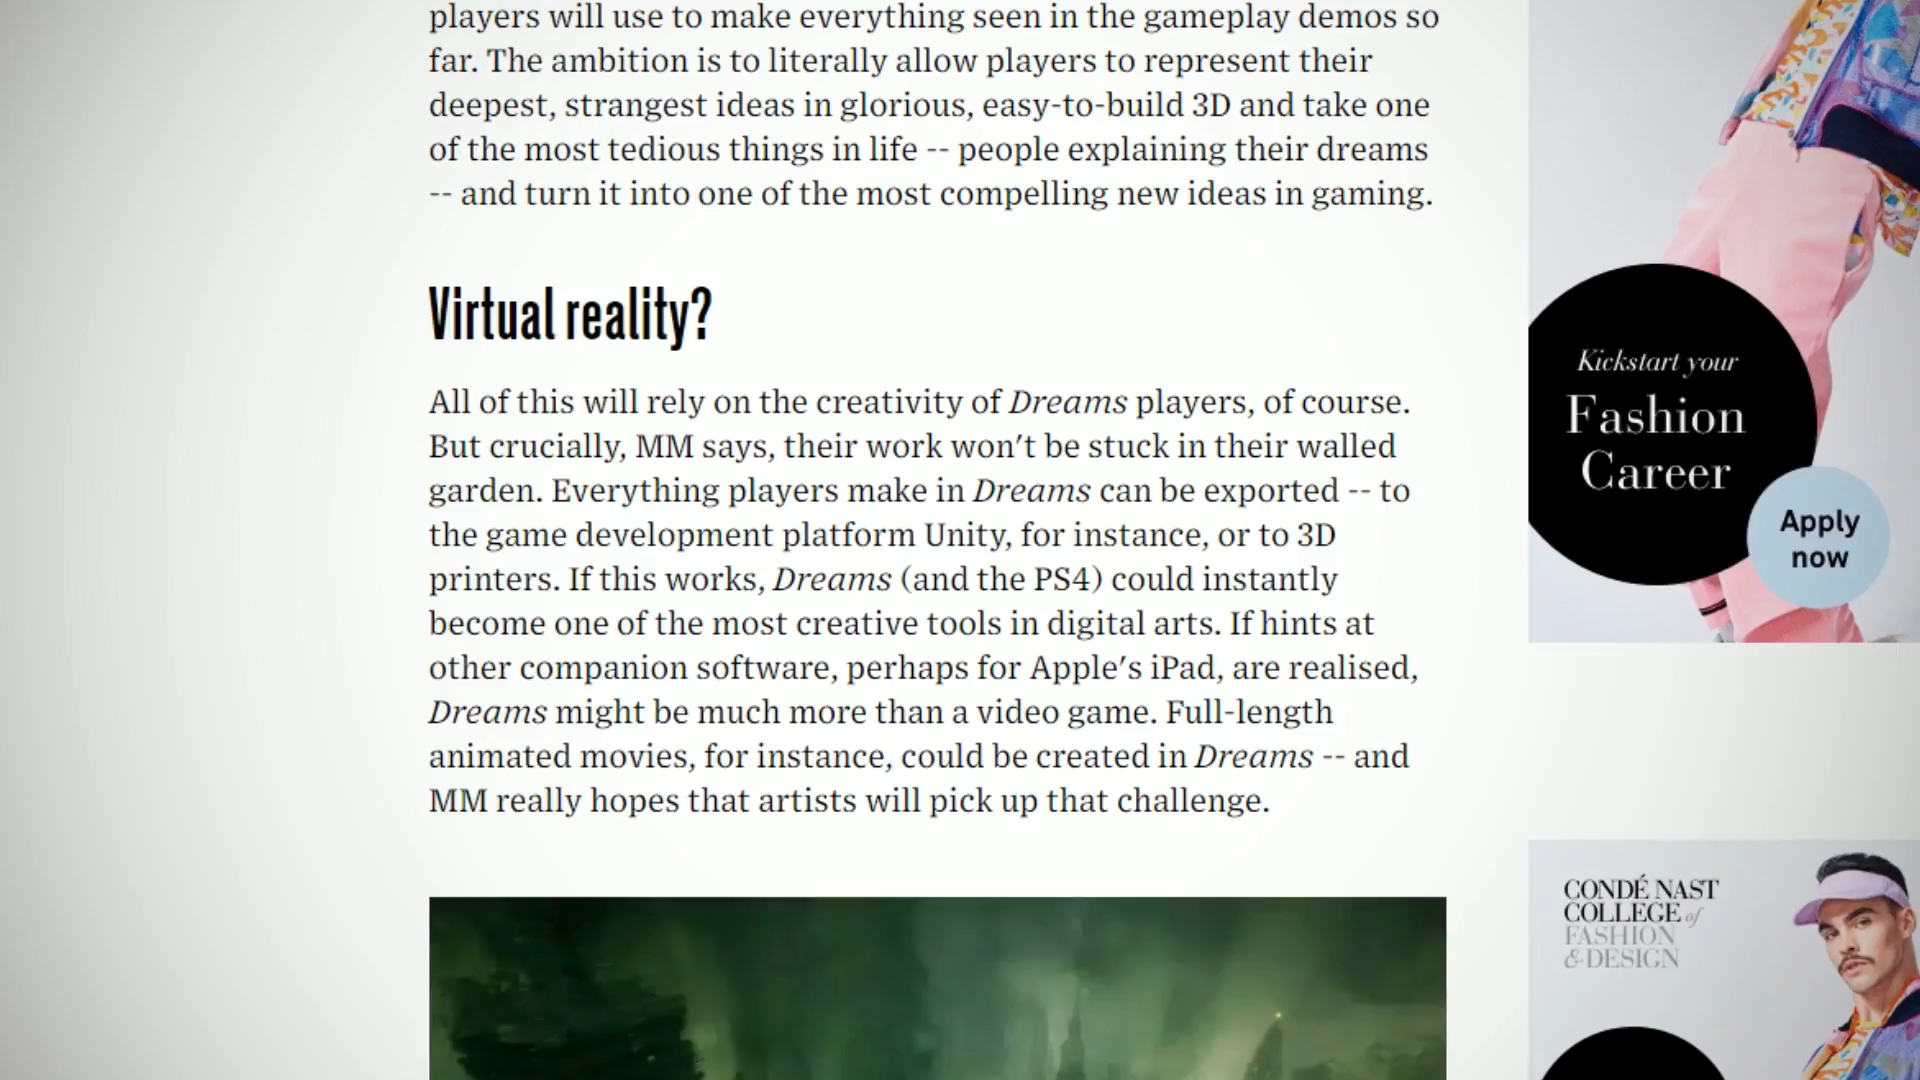 players will use to make everything seen in the gameplay demos so
far. The ambition is to literally allow players to represent their
deepest, strangest ideas in glorious, easy-to-build 3D and take one
of the most tedious things in life -- people explaining their dreams
-- and turn it into one of the most compelling new ideas in gaming.
Virtual reality?
All of this will rely on the creativity of Dreams players, of course.
But crucially, MM says, their work won't be stuck in their walled
garden. Everything players make in Dreams can be exported -- to
the game development platform Unity, for instance, or to 3D
printers. If this works, Dreams (and the PS4) could instantly
become one of the most creative tools in digital arts. If hints at
other companion software, perhaps for Apple's iPad, are realised,
Dreams might be much more than a video game. Full-length
animated movies, for instance, could be created in Dreams -- and
MM really hopes that artists will pick up that challenge.
Kickstart your
Fashion
Career
Apply
now
CONDÉ NAST
COLLEGE of
FASHION
& DESIGN